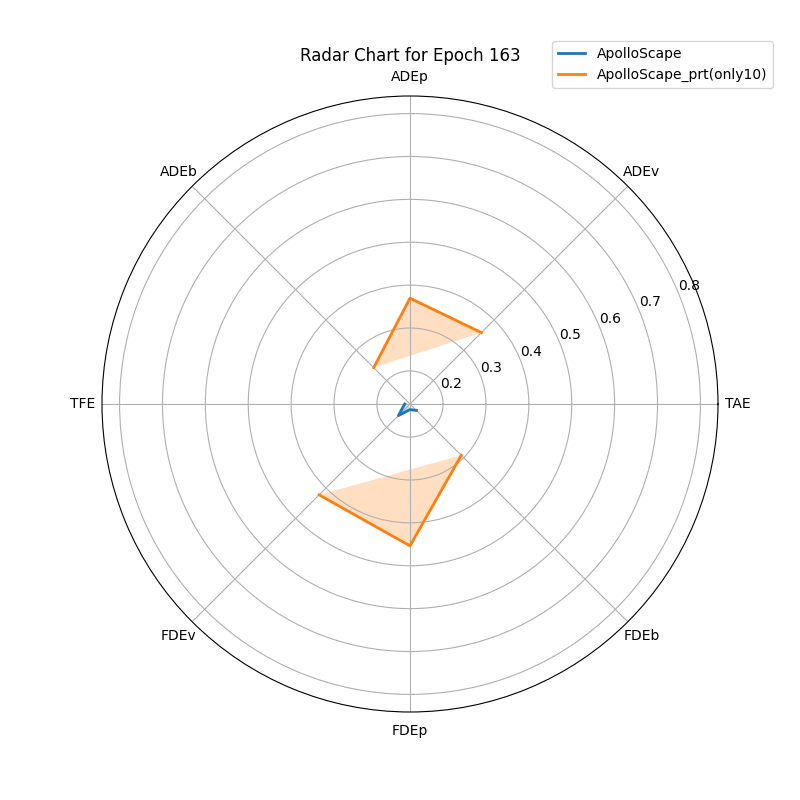 Radar Chart for Epoch 163
ApolloScape
ApolloScape_prt(only10)
ADEp
ADEb
ADEv
0.8
0.7
0.6
0.5
0.4
0.3
0.2
TFE
TAE
FDEv
FDEb
FDEp